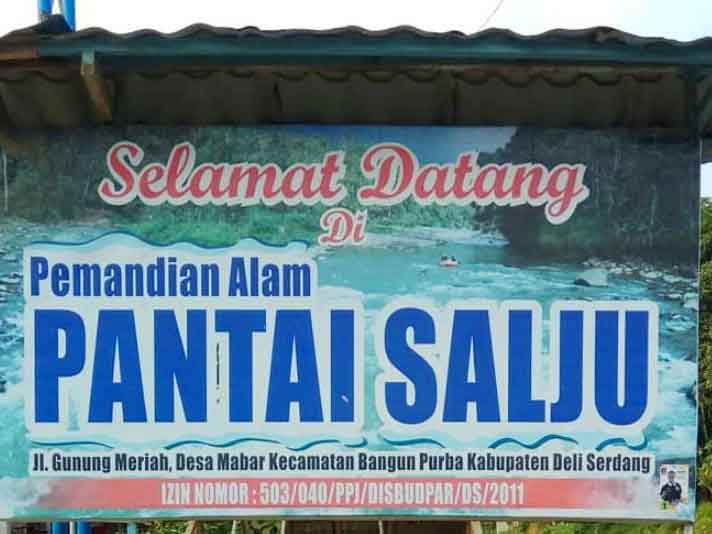 Selamat Datang
Di
Pemandian Alam
PANTAI SALJU
Jl. Gunung Meriah, Desa Mabar Kecamatan Bangun Purba Kabupaten Deli Serdang
IZIN NOMOR : 503/040/PPJ/DISBUDPAR/DS/2011